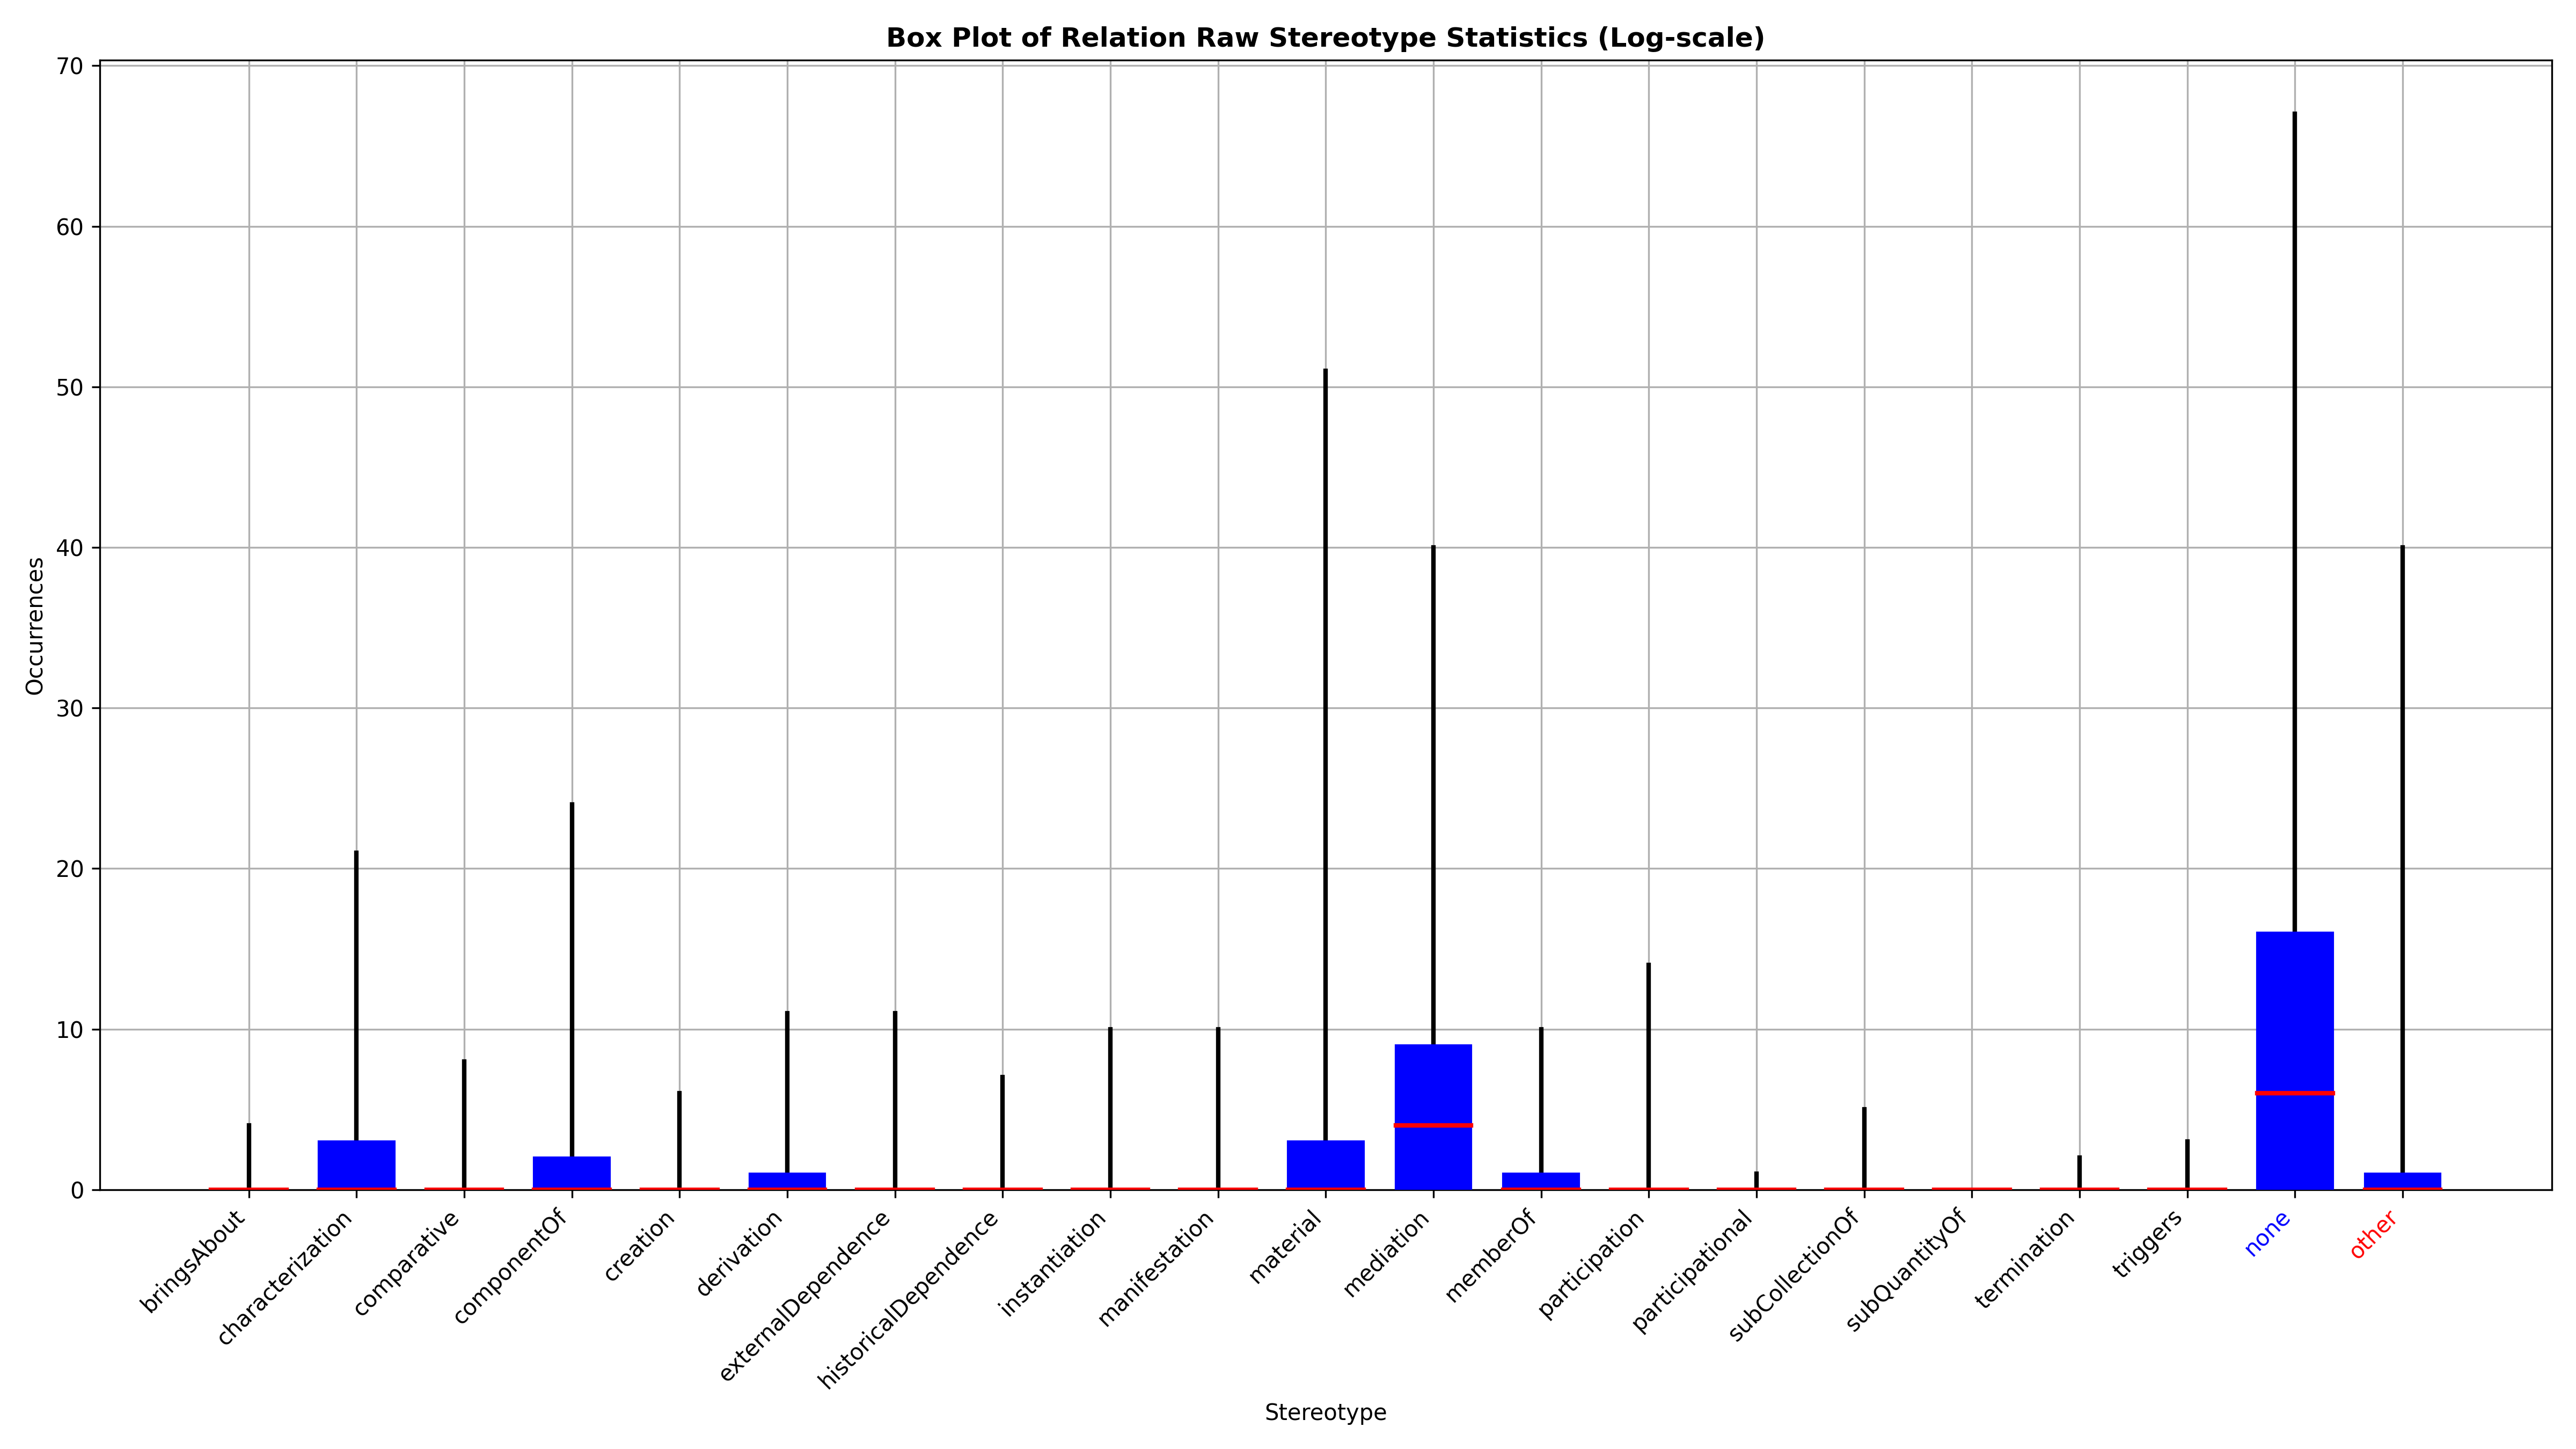 Box Plot of Relation Raw Stereotype Statistics (Log-scale)
70
60
50
40
30
20
10
0
Occurrences
bringsAbout
characterization
comparative
componentOf
creation
derivation
externalDependence
historicalDependence
instantiation
manifestation
material
mediation
memberOf
participation
participational
subCollectionOf
subQuantityOf
termination
triggers
none
other
Stereotype